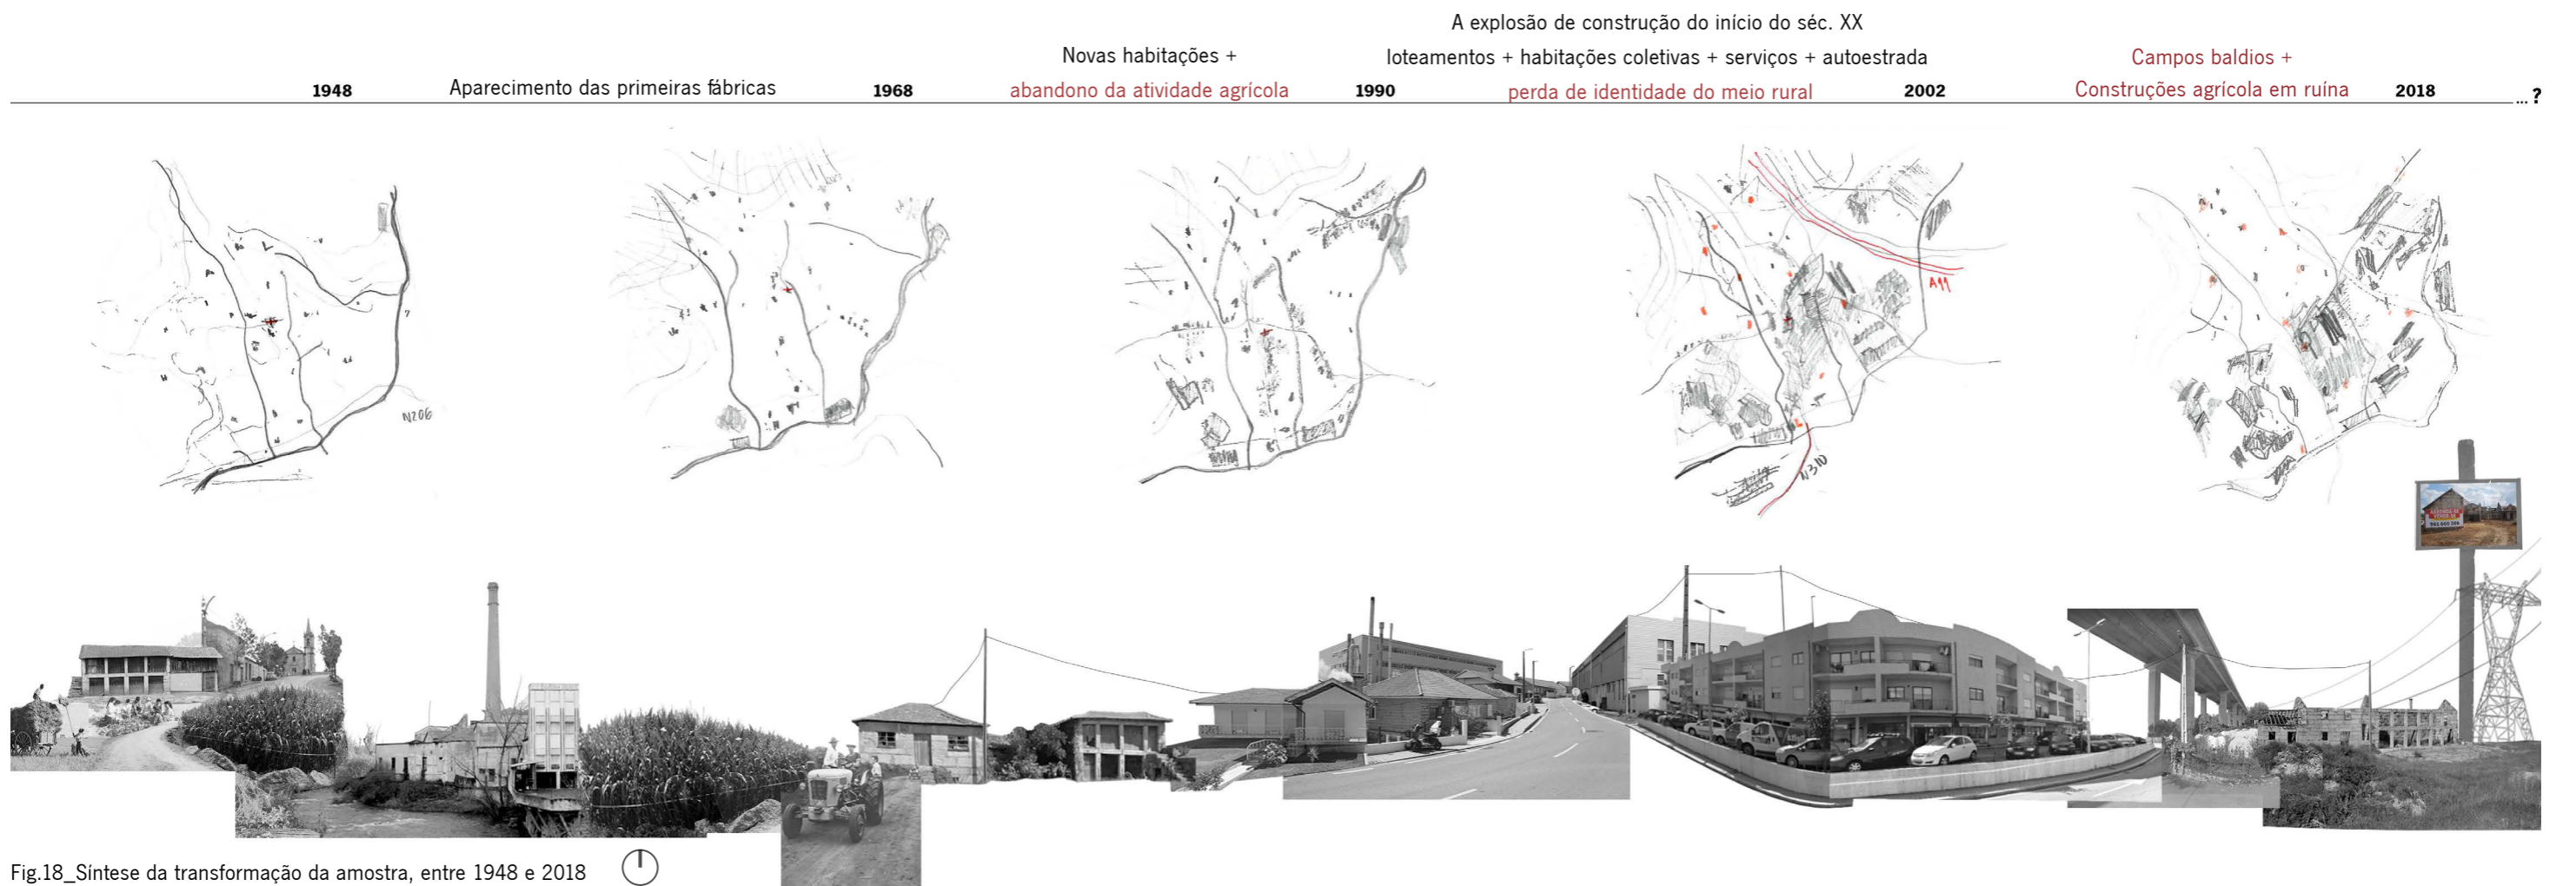 A explosão de construção do início do séc. XX
Novas habitações +
loteamentos + habitações coletivas + serviços + autoestrada
Campos baldios +
1948
Aparecimento das primeiras fábricas
1968
abandono da atividade agrícola
1990
perda de identidade do meio rural
2002
Construções agrícola em ruína
2018
... ?
N206
A11
N310
Fig.18_Síntese da transformação da amostra, entre 1948 e 2018